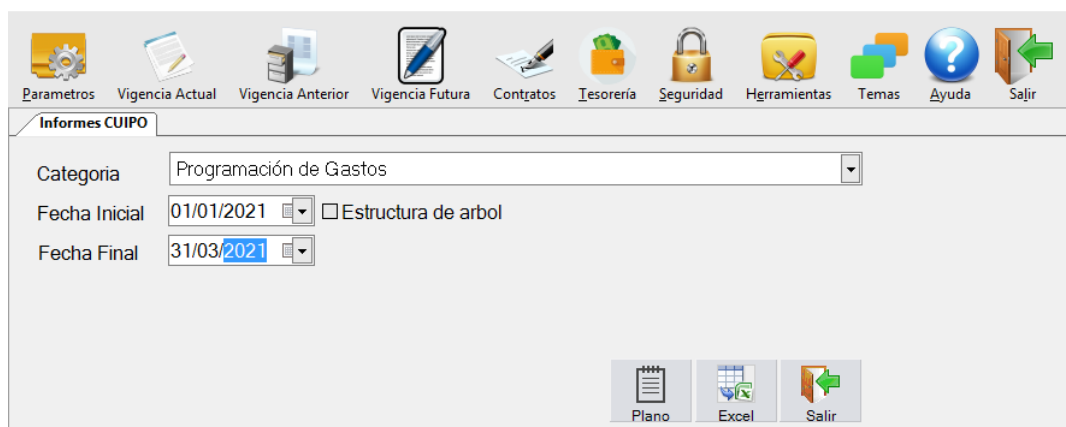 Parametros Vigencia Actual Vigencia Anterior Vigencia Futura Contratos Tesorería Seguridad Herramientas Temas Ayuda Salir
Informes CUIPO
Categoria Programación de Gastos
Fecha Inicial 01/01/2021 Estructura de arbol
Fecha Final 31/03/2021
Plano Excel Salir